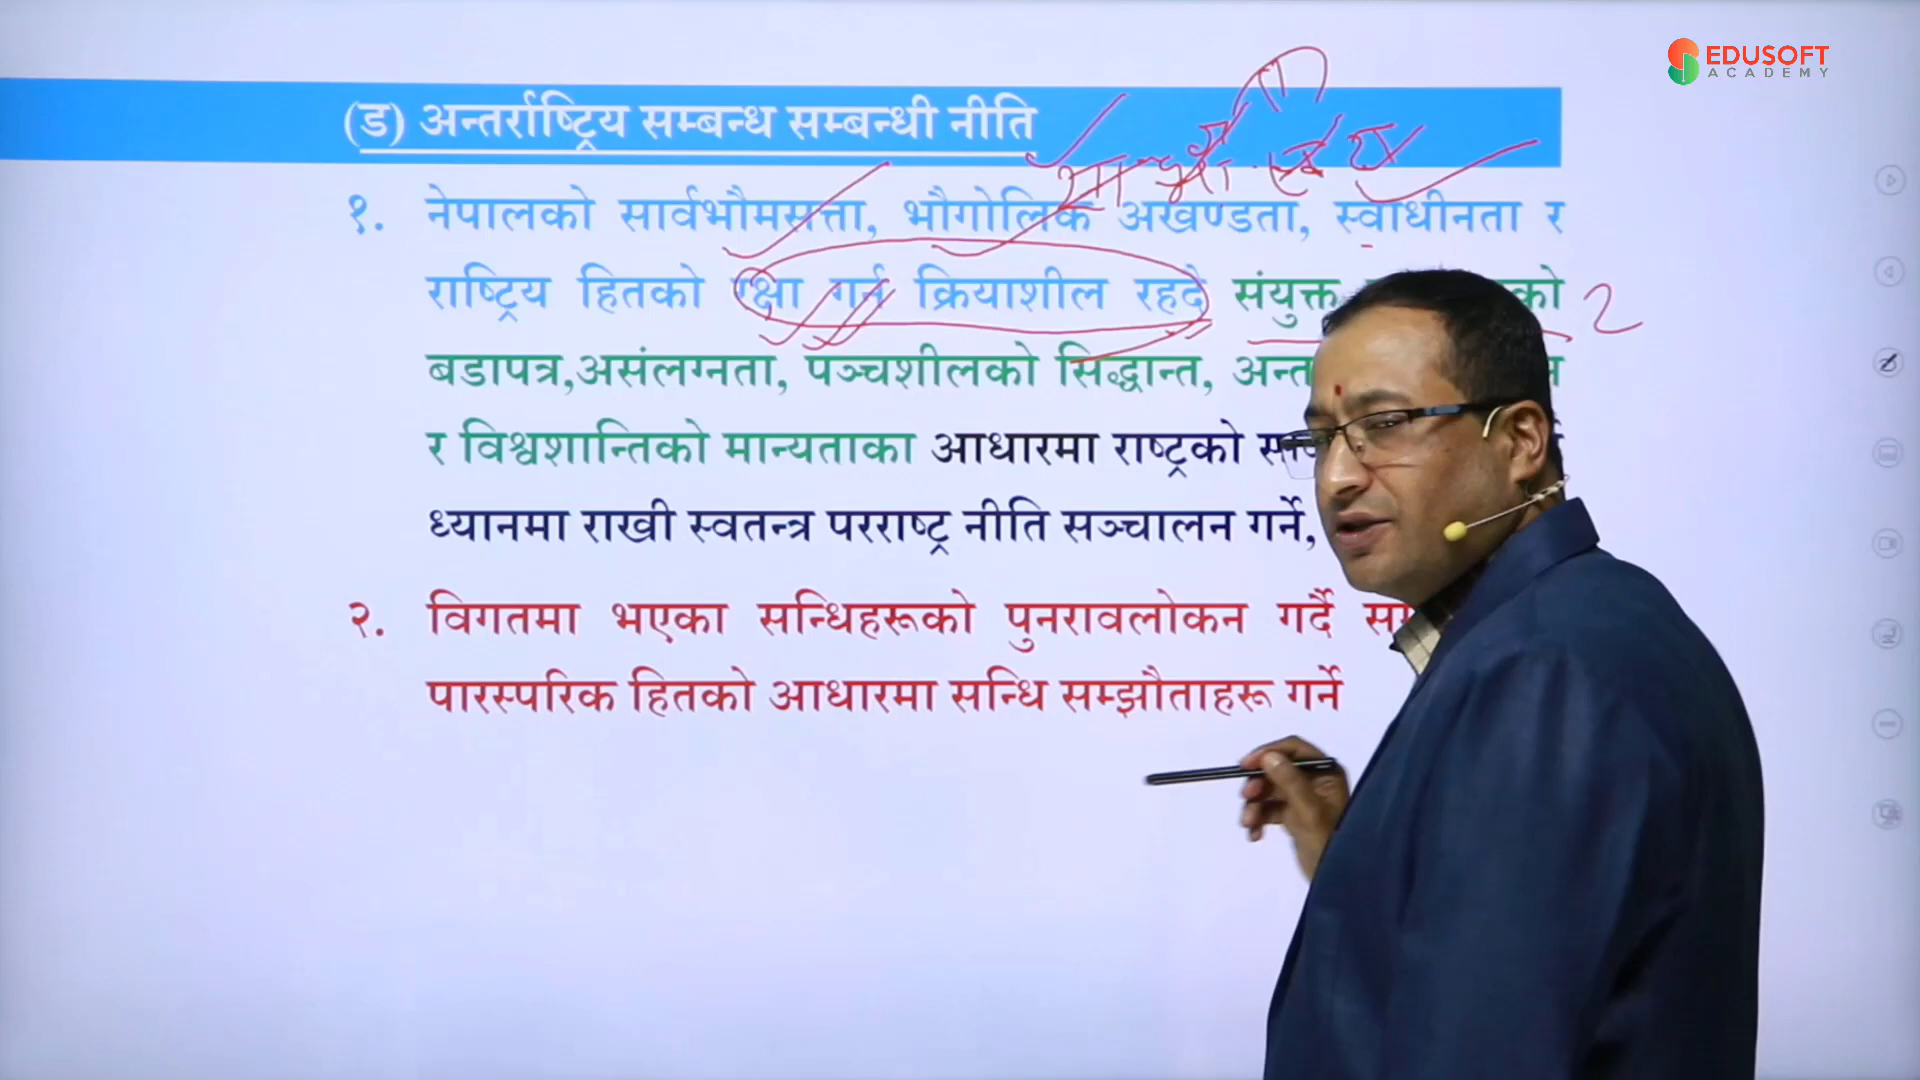 EDUSOFT
ACADEMY
(ड) अन्तर्राष्ट्रिय सम्बन्ध सम्बन्धी नीति
१. नेपालको सार्वभौमसत्ता, भौगोलिक अखण्डता, स्वाधीनता र
राष्ट्रिय हितको रक्षा गर्न क्रियाशील रहदै संयुक्त को 2
बडापत्र,असंलग्नता, पञ्चशीलको सिद्धान्त,
र विश्वशान्तिको मान्यताका आधारमा राष्ट्रको
ध्यानमा राखी स्वतन्त्र परराष्ट्र नीति सञ्चालन गर्ने,
२. विगतमा भएका सन्धिहरूको पुनरावलोकन गर्दै
पारस्परिक हितको आधारमा सन्धि सम्झौताहरू गर्ने